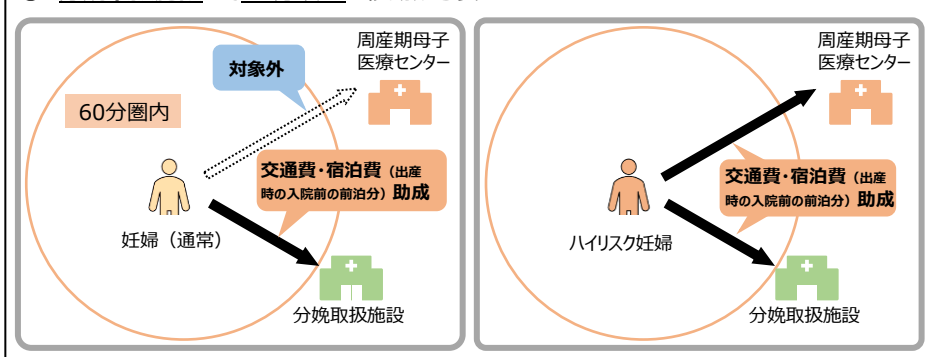 周産期母子
医療センター
対象外
60分圏内
交通費・宿泊費（出産
時の入院前の前泊分）助成
妊婦（通常）
分娩取扱施設
周産期母子
医療センター
交通費・宿泊費（出産
時の入院前の前泊分）助成
ハイリスク妊婦
分娩取扱施設